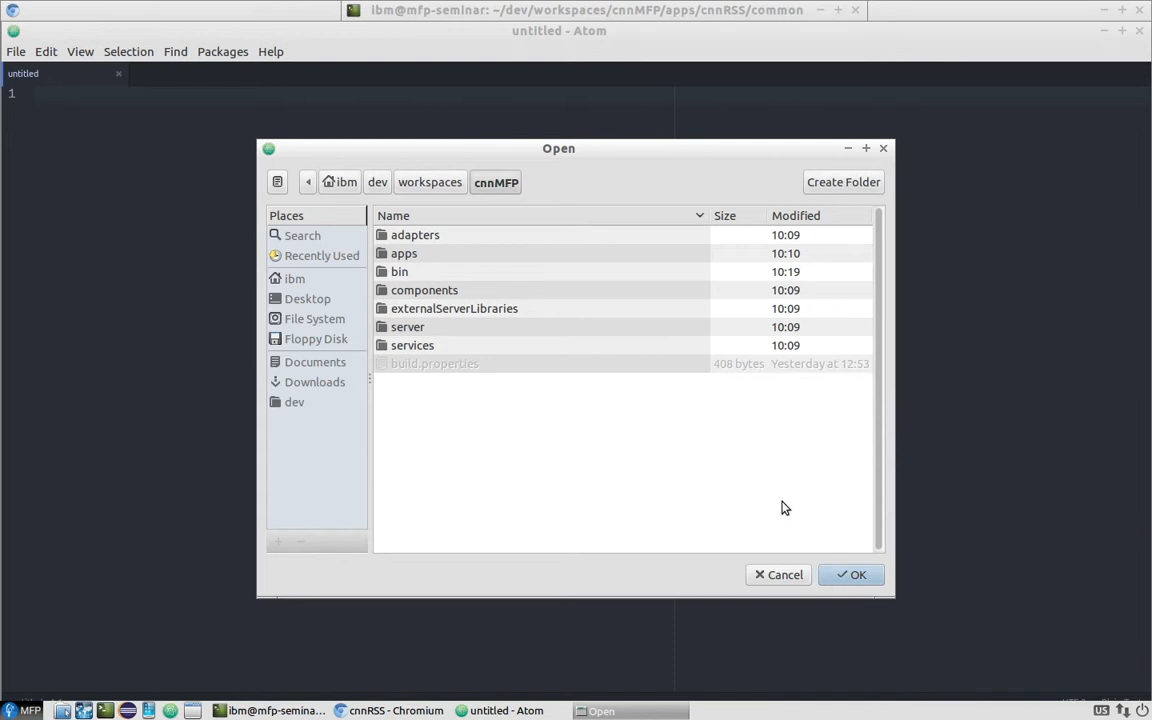 ibm@mfp-seminar: ~/dev/workspaces/cnnMFP/apps/cnnRSS/common
untitled - Atom
File Edit View Selection Find Packages Help
untitled
1
Open
ibm dev workspaces cnnMFP Create Folder
Places Name Size Modified
Search adapters 10:09
Recently Used apps 10:10
bin 10:19
ibm components 10:09
Desktop externalServerLibraries 10:09
File System server 10:09
Floppy Disk services 10:09
Documents build.properties 408 bytes Yesterday at 12:53
Downloads
dev
Cancel OK
MFP ibm@mfp-semina... cnnRSS - Chromium untitled - Atom Open US